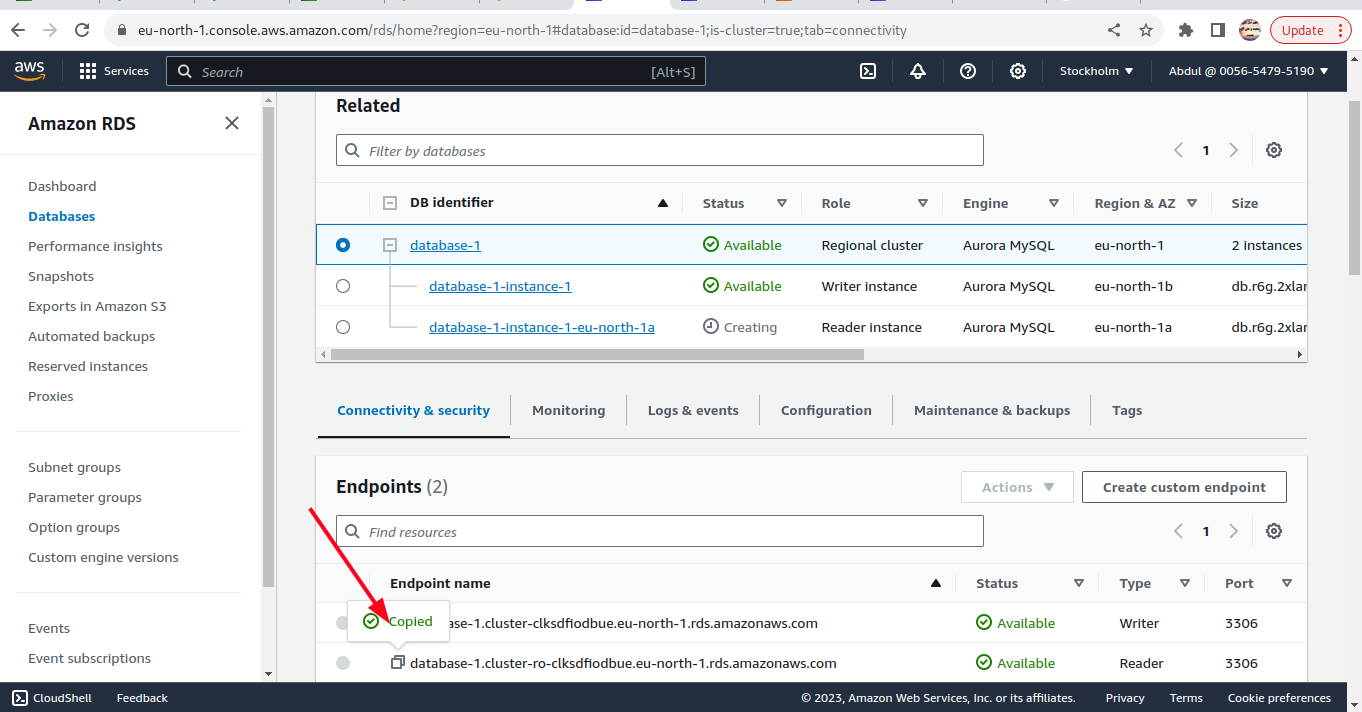 eu-north-1.console.aws.amazon.com/rds/home?region=eu-north-1#database:id=database-1;is-cluster=true;tab=connectivity
Update
aws
Services
Search
[Alt+S]
Stockholm
Abdul @ 0056-5479-5190
Amazon RDS
Dashboard
Databases
Performance insights
Snapshots
Exports in Amazon S3
Automated backups
Reserved instances
Proxies
Subnet groups
Parameter groups
Option groups
Custom engine versions
Events
Event subscriptions
Related
Filter by databases
1
DB identifier Status Role Engine Region & AZ Size
database-1 Available Regional cluster Aurora MySQL eu-north-1 2 instances
database-1-instance-1 Available Writer instance Aurora MySQL eu-north-1b db.r6g.2xlar
database-1-instance-1-eu-north-1a Creating Reader instance Aurora MySQL eu-north-1a db.r6g.2xlar
Connectivity & security Monitoring Logs & events Configuration Maintenance & backups Tags
Endpoints (2)
Actions
Create custom endpoint
Find resources
1
Endpoint name Status Type Port
Copied
ase-1.cluster-clksdfiodbue.eu-north-1.rds.amazonaws.com Available Writer 3306
database-1.cluster-ro-clksdfiodbue.eu-north-1.rds.amazonaws.com Available Reader 3306
CloudShell Feedback © 2023, Amazon Web Services, Inc. or its affiliates. Privacy Terms Cookie preferences